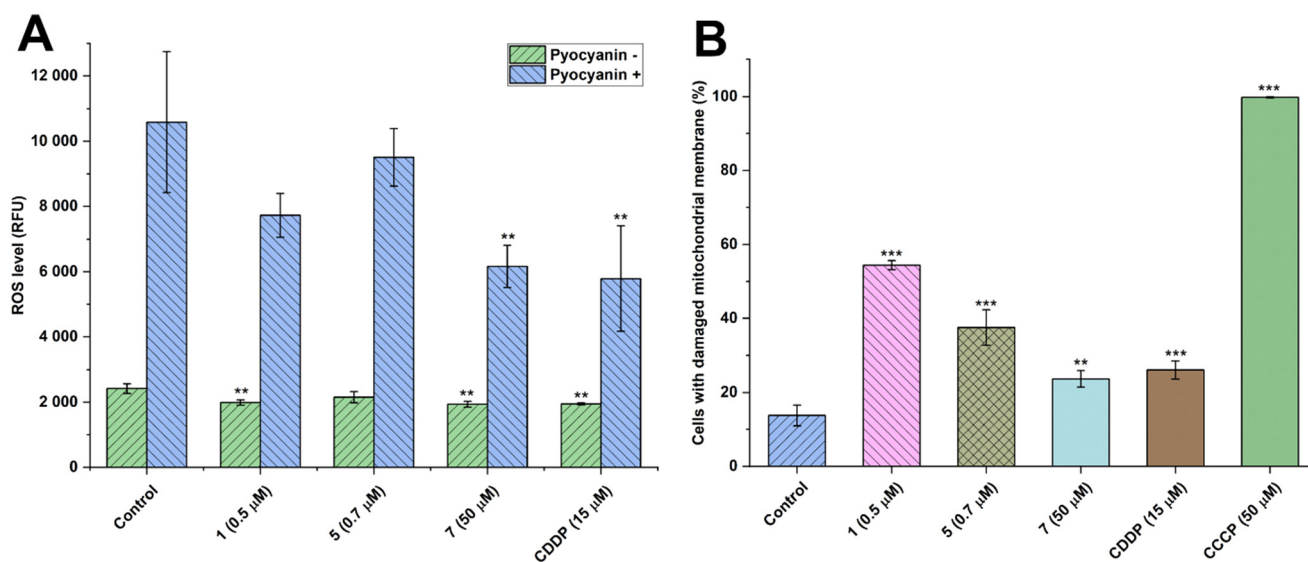 A
ROS level (RFU)
12 000
10 000
8 000
6 000
4 000
2 000
0
Pyocyanin -
Pyocyanin +
**
**
**
**
**
Control
1 (0.5 µM)
5 (0.7 µM)
7 (50 µM)
CDDP (15 µM)
B
Cells with damaged mitochondrial membrane (%)
100
80
60
40
20
0
***
***
**
***
***
Control
1 (0.5 µM)
5 (0.7 µM)
7 (50 µM)
CDDP (15 µM)
CCCP (50 µM)